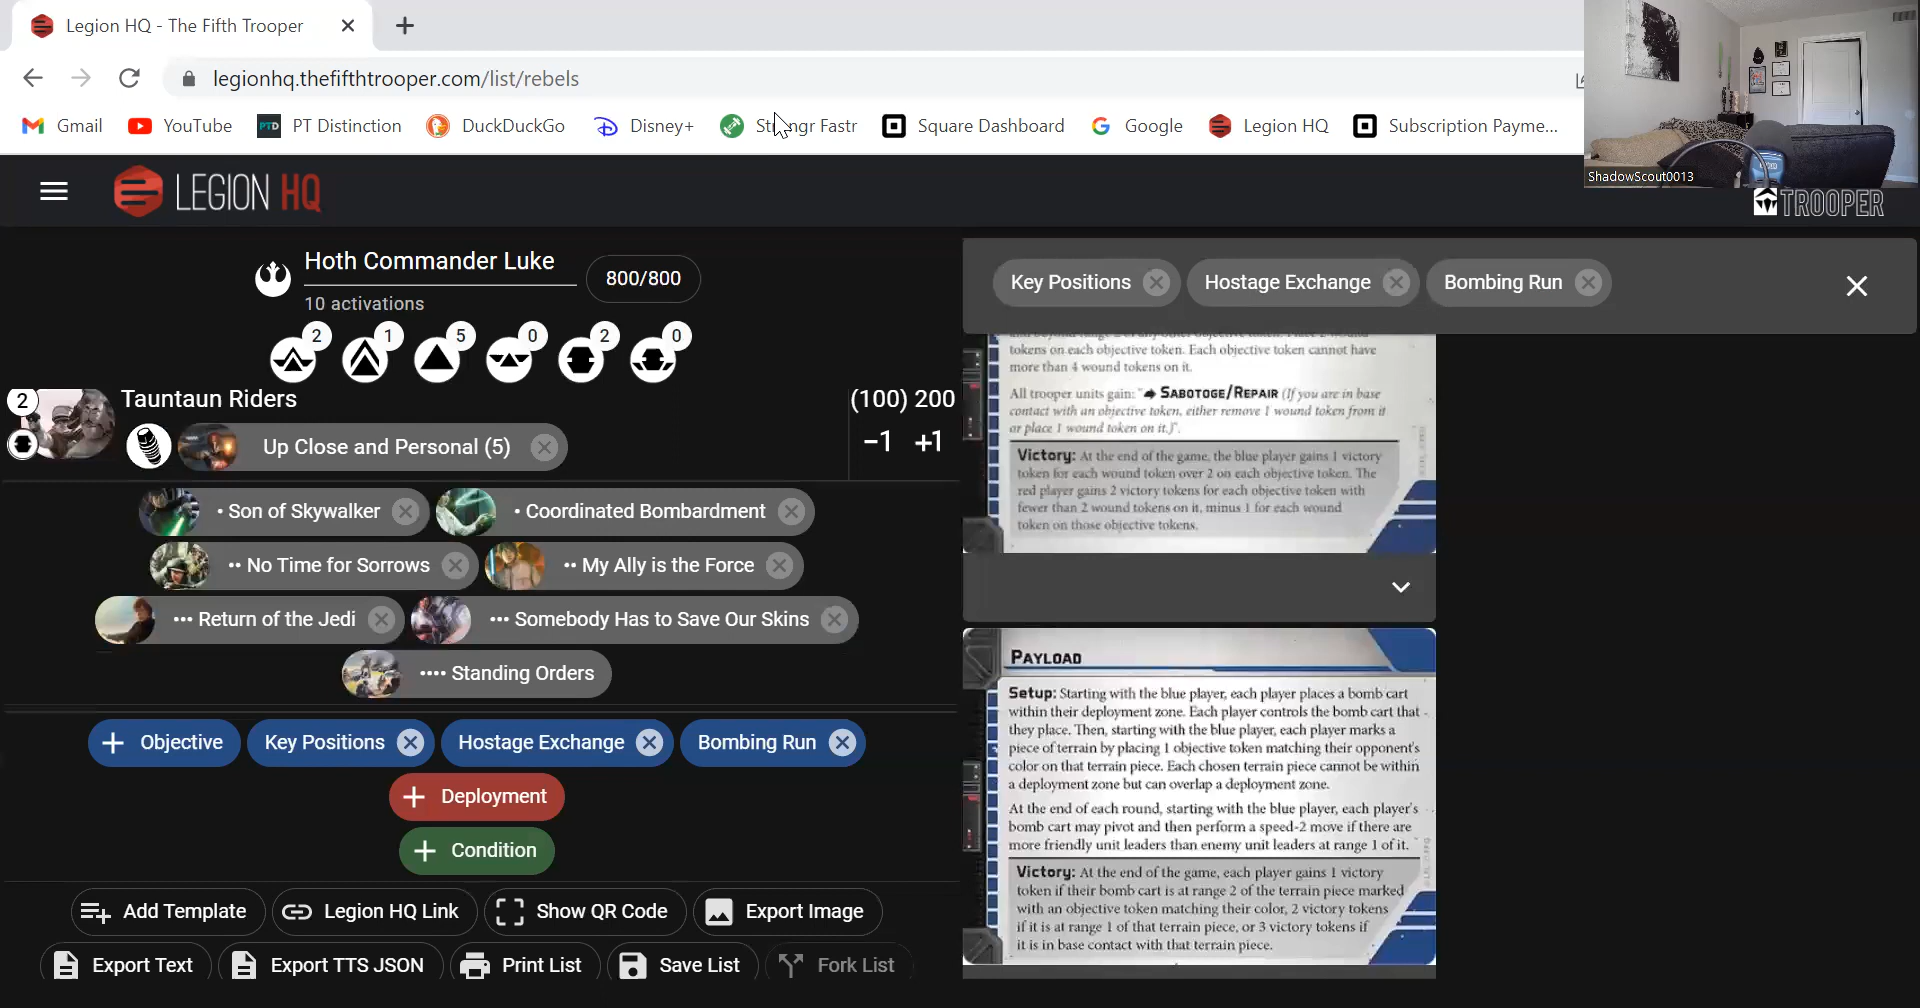 Legion HQ - The Fifth Trooper
legionhq.thefifthtrooper.com/list/rebels
Gmail
YouTube
PTD
PT Distinction
DuckDuckGo
Disney+
Fastr
Square Dashboard
Google
Legion HQ
Subscription Payme...
ShadowScout0013
LEGION HQ
TROOPER
Hoth Commander Luke
800/800
10 activations
2
1
5
0
2
0
2
Tauntaun Riders
(100) 200
Up Close and Personal (5)
−1 +1
• Son of Skywalker
• Coordinated Bombardment
•• No Time for Sorrows
•• My Ally is the Force
••• Return of the Jedi
••• Somebody Has to Save Our Skins
•••• Standing Orders
+ Objective
Key Positions
Hostage Exchange
Bombing Run
+ Deployment
+ Condition
Add Template
Legion HQ Link
Show QR Code
Export Image
Export Text
Export TTS JSON
Print List
Save List
Fork List
Key Positions
Hostage Exchange
Bombing Run
tokens on each objective token. Each objective token cannot have
more than 4 wound tokens on it.
All trooper units gain: "➔ SABOTOGE/REPAIR (If you are in base
contact with an objective token, either remove 1 wound token from it
or place 1 wound token on it.)".
Victory: At the end of the game, the blue player gains 1 victory
token for each wound token over 2 on each objective token. The
red player gains 2 victory tokens for each objective token with
fewer than 2 wound tokens on it, minus 1 for each wound
token on those objective tokens.
PAYLOAD
Setup: Starting with the blue player, each player places a bomb cart
within their deployment zone. Each player controls the bomb cart that
they place. Then, starting with the blue player, each player marks a
piece of terrain by placing 1 objective token matching their opponent's
color on that terrain piece. Each chosen terrain piece cannot be within
a deployment zone but can overlap a deployment zone.
At the end of each round, starting with the blue player, each player's
bomb cart may pivot and then perform a speed-2 move if there are
more friendly unit leaders than enemy unit leaders at range 1 of it.
Victory: At the end of the game, each player gains 1 victory
token if their bomb cart is at range 2 of the terrain piece marked
with an objective token matching their color, 2 victory tokens
if it is at range 1 of that terrain piece, or 3 victory tokens if
it is in base contact with that terrain piece.